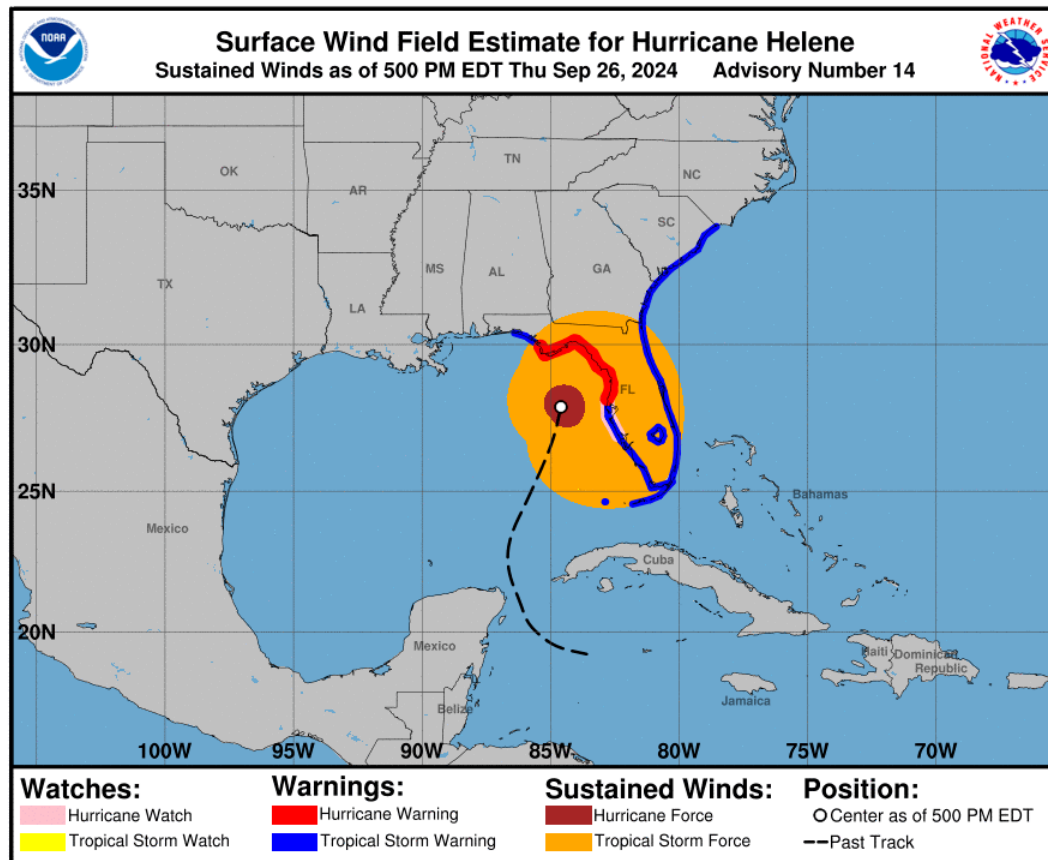 Surface Wind Field Estimate for Hurricane Helene
Sustained Winds as of 500 PM EDT Thu Sep 26, 2024 Advisory Number 14
NOAA
NATIONAL WEATHER SERVICE
TN
OK
NC
AR
35N
SC
MS
AL
GA
TX
LA
30N
FL
25N
Bahamas
Mexico
Cuba
20N
Mexico
Haiti
Dominican
Republic
Jamaica
Belize
100W 95W 90W 85W 80W 75W 70W
Watches:
Hurricane Watch
Tropical Storm Watch
Warnings:
Hurricane Warning
Tropical Storm Warning
Sustained Winds:
Hurricane Force
Tropical Storm Force
Position:
Center as of 500 PM EDT
Past Track